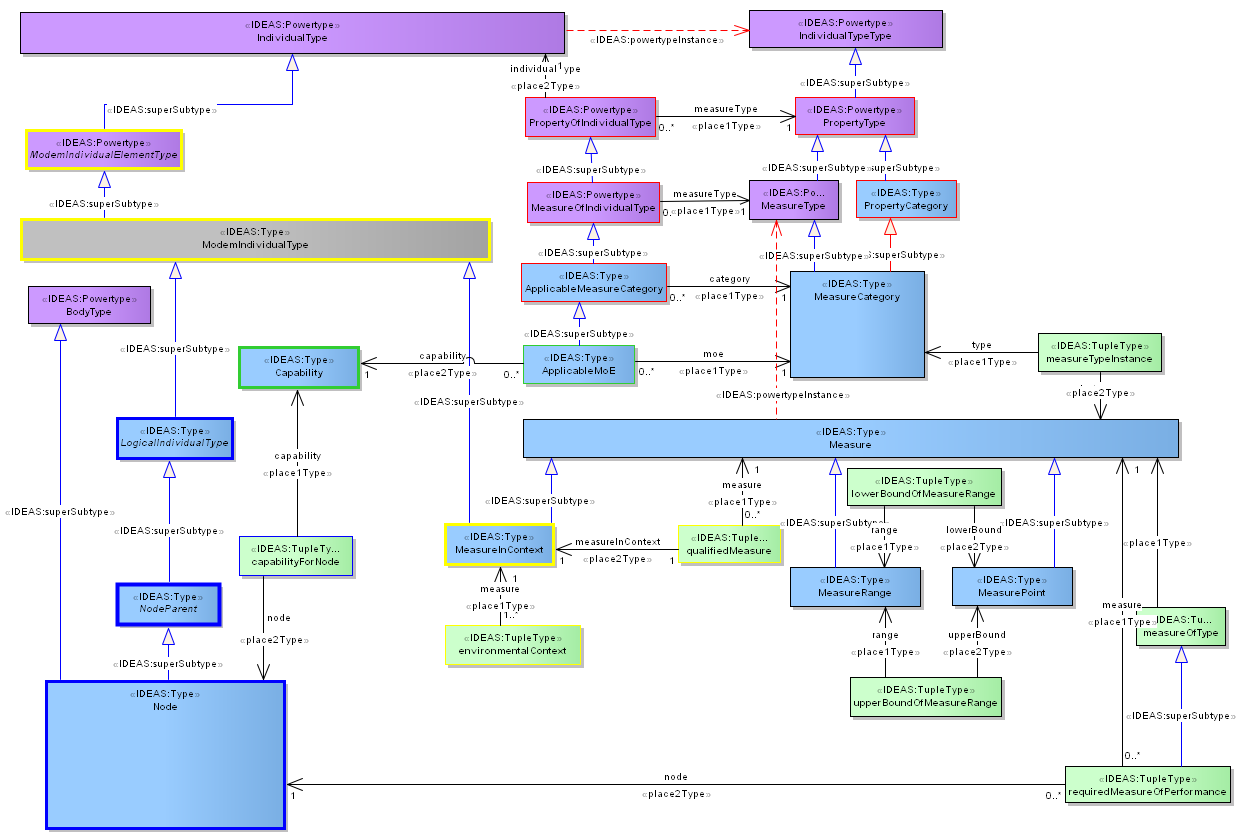 «IDEAS:Powertype»
IndividualType
«IDEAS:powertypeInstance»
«IDEAS:Powertype»
IndividualTypeType
individualType
1
«place2Type»
«IDEAS:superSubtype»
«IDEAS:superSubtype»
«IDEAS:Powertype»
PropertyOfIndividualType
measureType
0..*
«place1Type»
1
«IDEAS:Powertype»
PropertyType
«IDEAS:Powertype»
ModemIndividualElementType
«IDEAS:superSubtype»
«IDEAS:superSubtype»
superSubtype»
«IDEAS:superSubtype»
«IDEAS:Powertype»
MeasureOfIndividualType
measureType
«place1Type»
1
«IDEAS:Po...
MeasureType
«IDEAS:Type»
PropertyCategory
«IDEAS:Type»
ModemIndividualType
«IDEAS:superSubtype»
«IDEAS:superSubtype»
superSubtype»
«IDEAS:Type»
ApplicableMeasureCategory
category
0..*
«place1Type»
1
«IDEAS:Type»
MeasureCategory
«IDEAS:Powertype»
BodyType
«IDEAS:superSubtype»
«IDEAS:superSubtype»
«IDEAS:Type»
Capability
capability
1
«place2Type»
0..*
«IDEAS:Type»
ApplicableMoE
moe
0..*
«place1Type»
1
type
«place1Type»
«IDEAS:TupleType»
measureTypeInstance
«place2Type»
«IDEAS:superSubtype»
«IDEAS:powertypeInstance»
«IDEAS:Type»
LogicalIndividualType
«IDEAS:Type»
Measure
capability
«place1Type»
1
1
measure
«place1Type»
0..*
«IDEAS:TupleType»
lowerBoundOfMeasureRange
«IDEAS:superSubtype»
«IDEAS:superSubtype»
«IDEAS:superSubtype»
«IDEAS:superSubtype»
«IDEAS:superSubtype»
range
«place1Type»
lowerBound
«place2Type»
«place1Type»
«IDEAS:TupleTy...
capabilityForNode
«IDEAS:Type»
MeasureInContext
measureInContext
1
«place2Type»
1
«IDEAS:Tuple...
qualifiedMeasure
«IDEAS:Type»
MeasureRange
«IDEAS:Type»
MeasurePoint
«IDEAS:Type»
NodeParent
1
measure
«place1Type»
1..*
node
«place2Type»
measure
«place1Type»
«IDEAS:Tu...
measureOfType
«IDEAS:TupleType»
environmentalContext
range
«place1Type»
upperBound
«place2Type»
«IDEAS:superSubtype»
«IDEAS:Type»
Node
«IDEAS:TupleType»
upperBoundOfMeasureRange
«IDEAS:superSubtype»
0..*
node
1
«place2Type»
0..*
«IDEAS:TupleType»
requiredMeasureOfPerformance